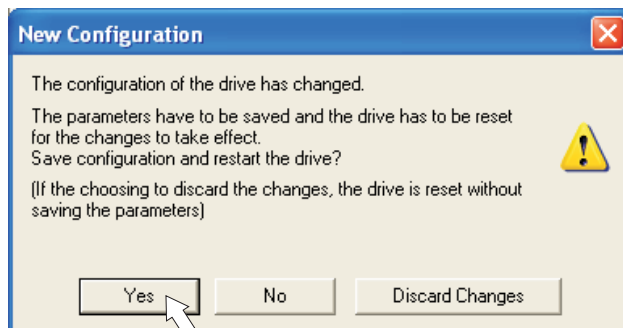 New Configuration
The configuration of the drive has changed.
The parameters have to be saved and the drive has to be reset
for the changes to take effect.
Save configuration and restart the drive?
(If the choosing to discard the changes, the drive is reset without
saving the parameters)
Yes No Discard Changes